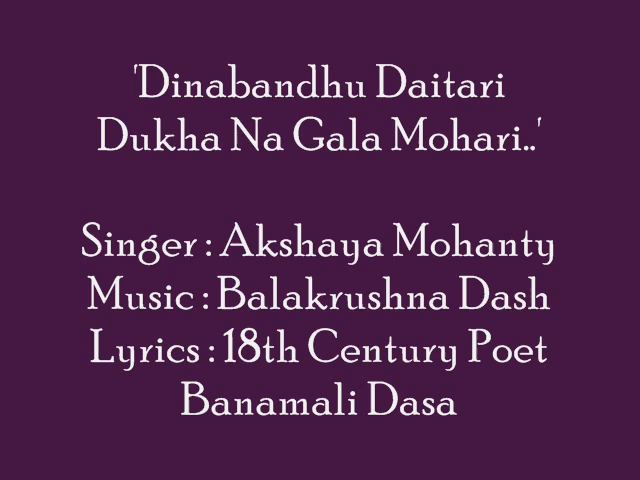 'Dinabandhu Daitari
Dukha Na Gala Mohari..'
Singer : Akshaya Mohanty
Music : Balakrushna Dash
Lyrics : 18th Century Poet
Banamali Dasa